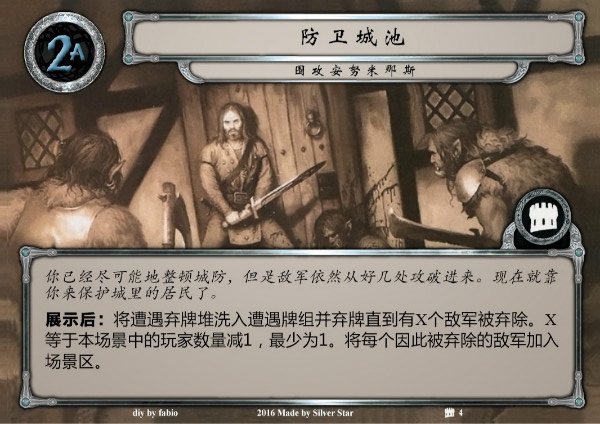 2A
防卫城池
围攻安努米那斯
你已经尽可能地整顿城防，但是敌军依然从好几处攻破进来。现在就靠
你来保护城里的居民了。
展示后：将遭遇弃牌堆洗入遭遇牌组并弃牌直到有X个敌军被弃除。X
等于本场景中的玩家数量减1，最少为1。将每个因此被弃除的敌军加入
场景区。
diy by fabio
2016 Made by Silver Star
4